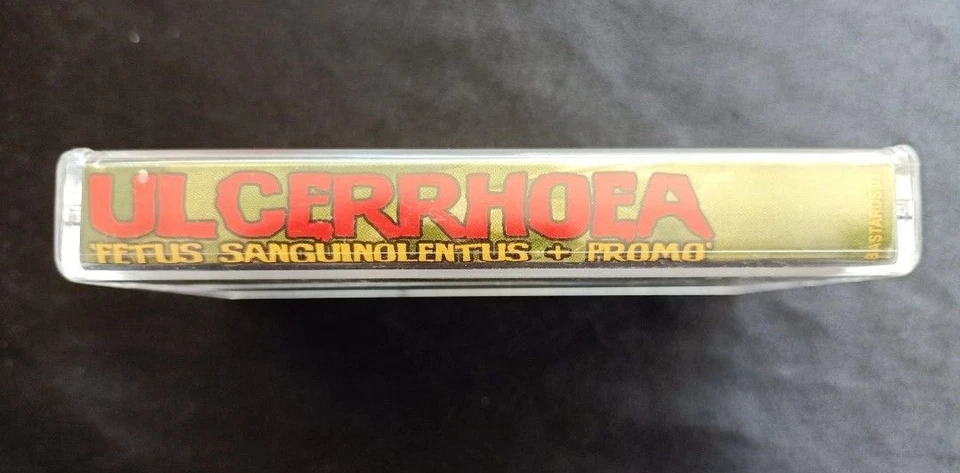 ULCERRHOEA
'FETUS SANGUINOLENTUS + PROMO'